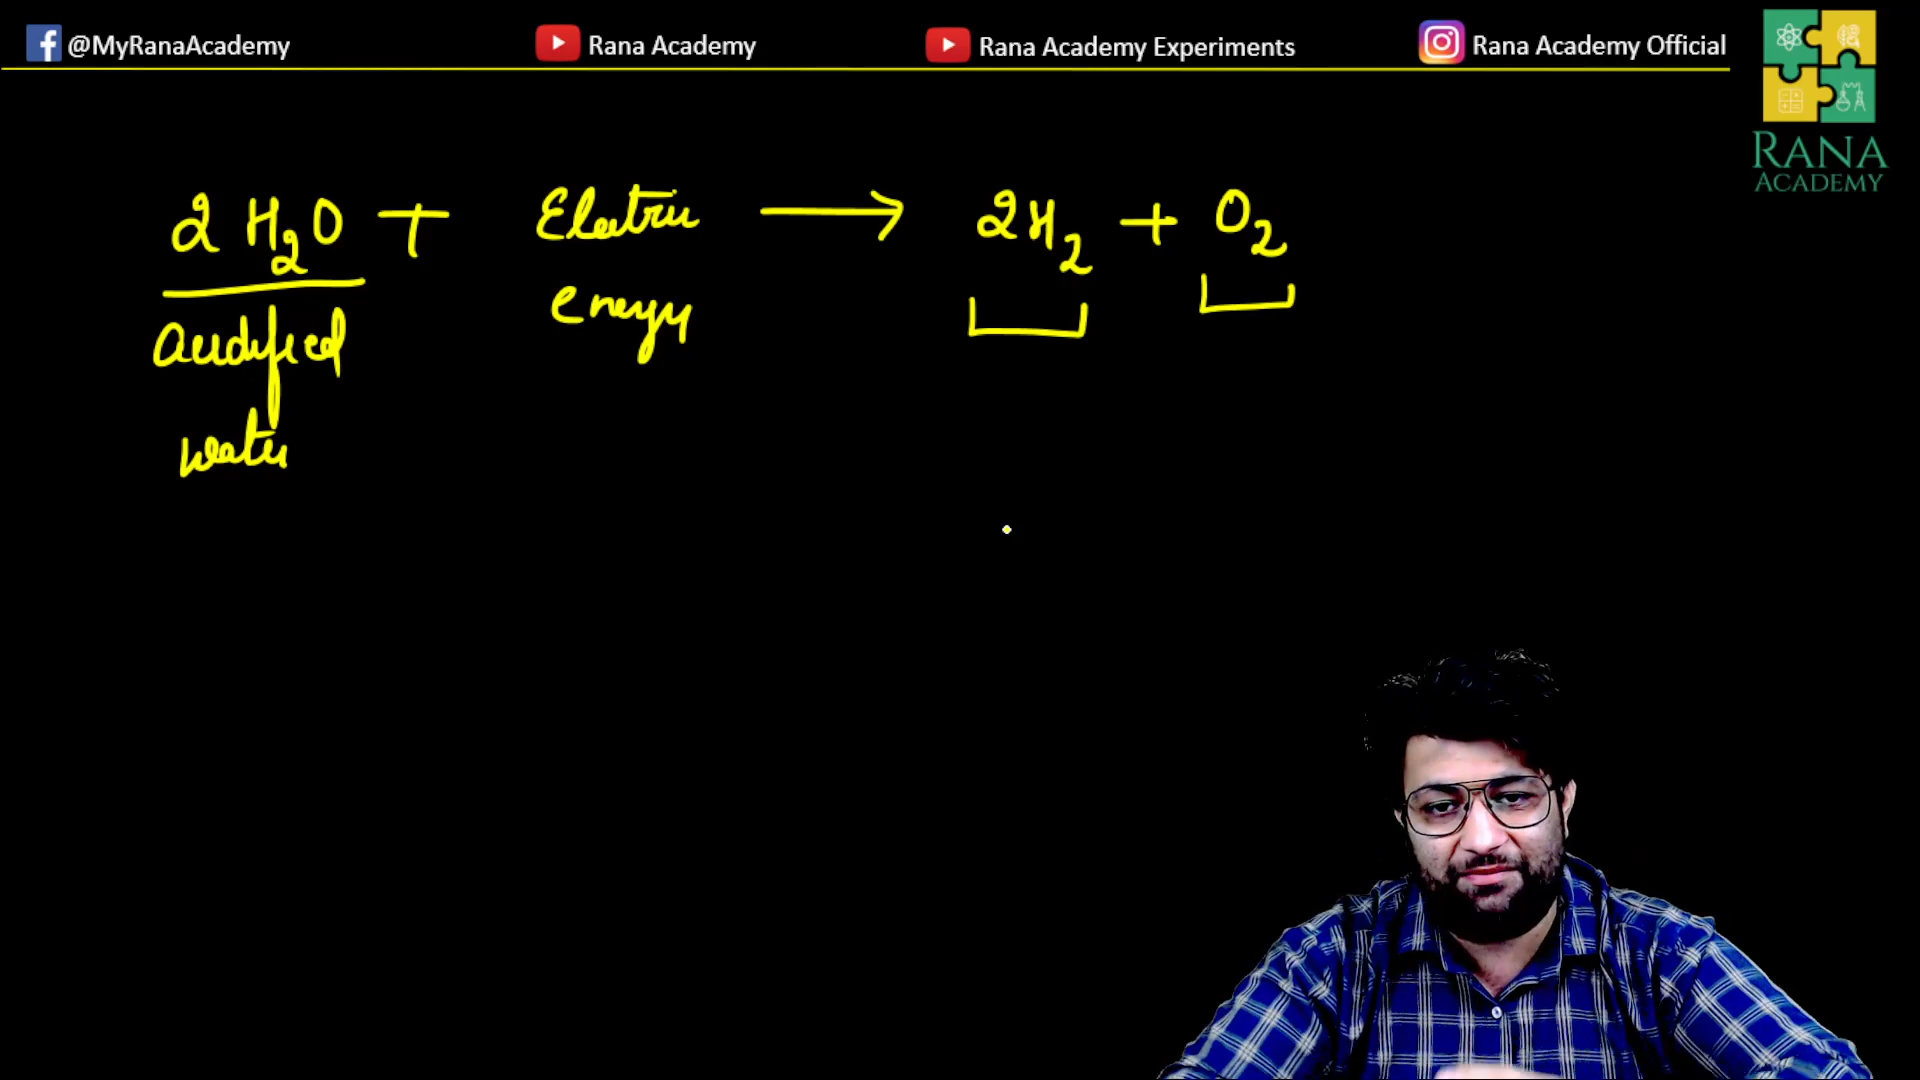 @MyRanaAcademy
Rana Academy
Rana Academy Experiments
Rana Academy Official
RANA
ACADEMY
2 H₂O + Electric ⟶ 2H₂ + O₂
energy
acidified
water